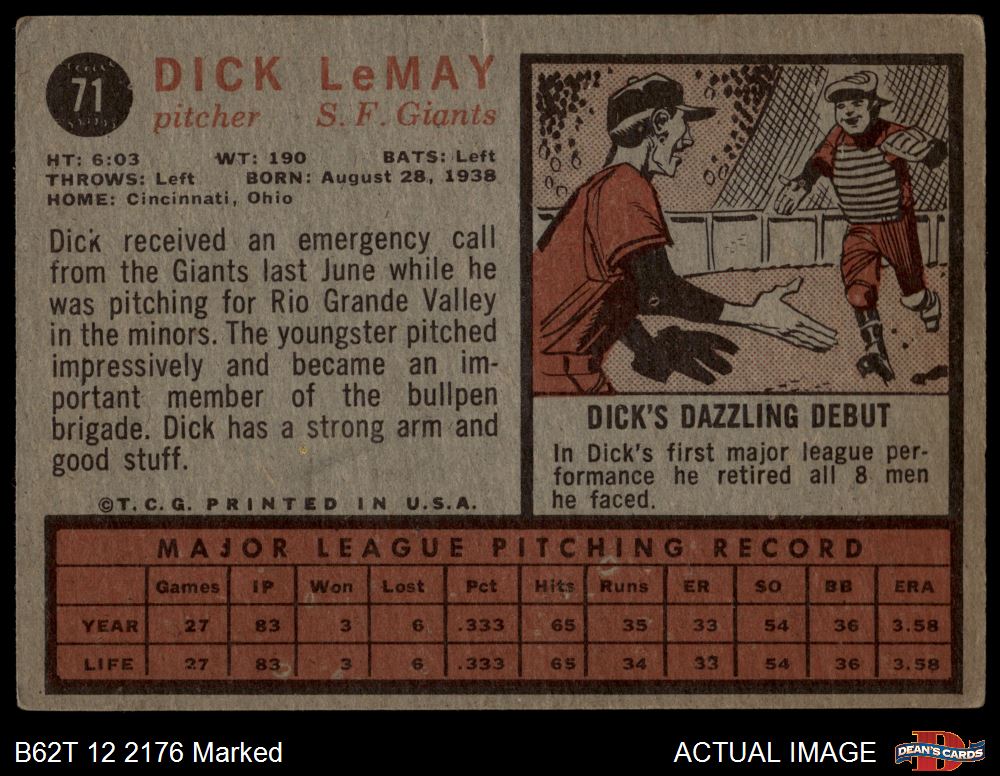 71
DICK LeMAY
pitcher S. F. Giants
HT: 6:03 WT: 190 BATS: Left
THROWS: Left BORN: August 28, 1938
HOME: Cincinnati, Ohio
Dick received an emergency call
from the Giants last June while he
was pitching for Rio Grande Valley
in the minors. The youngster pitched
impressively and became an im-
portant member of the bullpen
brigade. Dick has a strong arm and
good stuff.
©T.C.G. PRINTED IN U.S.A.
DICK'S DAZZLING DEBUT
In Dick's first major league per-
formance he retired all 8 men
he faced.
MAJOR LEAGUE PITCHING RECORD
Games IP Won Lost Pct Hits Runs ER SO BB ERA
YEAR 27 83 3 6 .333 65 35 33 54 36 3.58
LIFE 27 83 3 6 .333 65 34 33 54 36 3.58
B62T 12 2176 Marked
ACTUAL IMAGE
DEAN'S CARDS